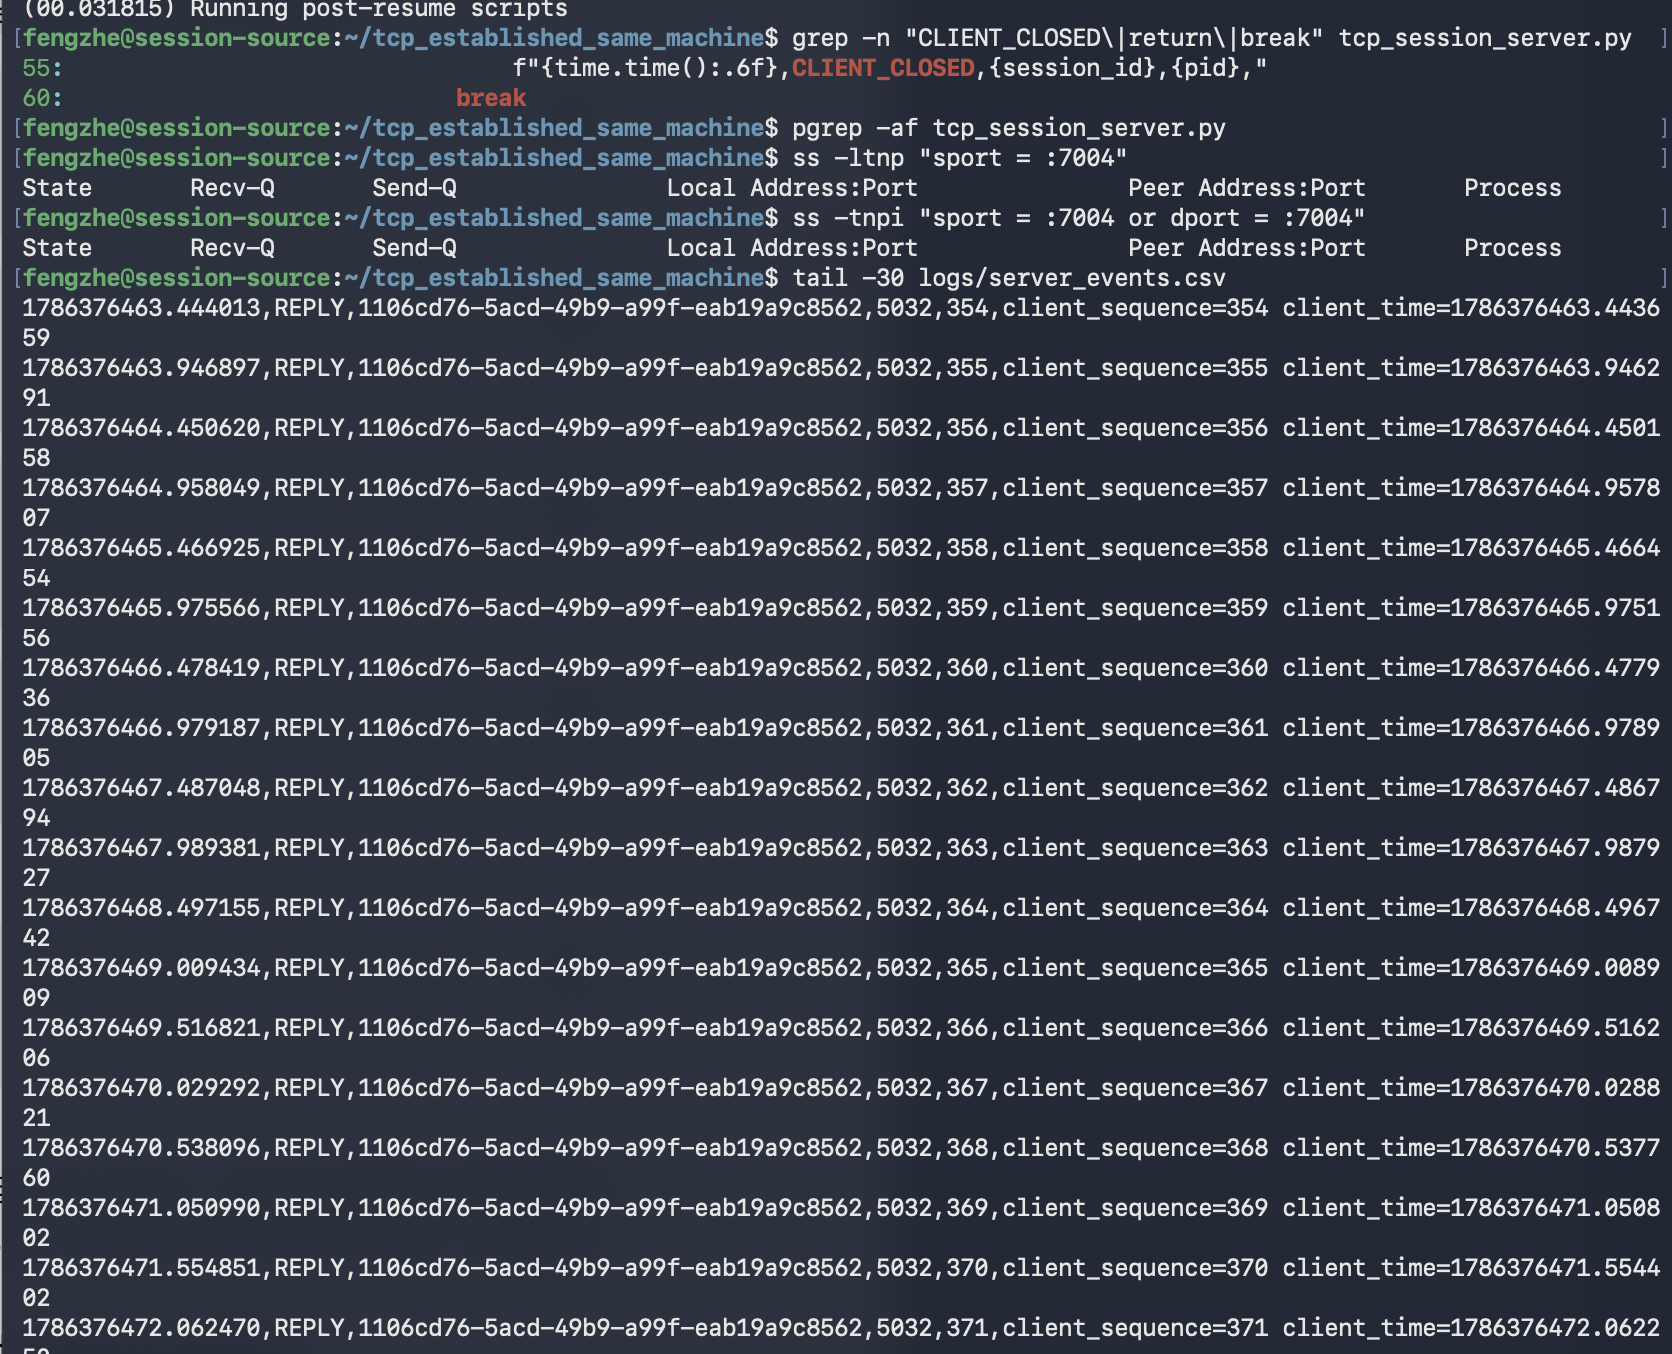 (00.031815) Running post-resume scripts
[fengzhe@session-source:~/tcp_established_same_machine$ grep -n "CLIENT_CLOSED\|return\|break" tcp_session_server.py ]
55:                                f"{time.time():.6f},CLIENT_CLOSED,{session_id},{pid},"
60:                            break
[fengzhe@session-source:~/tcp_established_same_machine$ pgrep -af tcp_session_server.py ]
[fengzhe@session-source:~/tcp_established_same_machine$ ss -ltnp "sport = :7004" ]
State       Recv-Q       Send-Q               Local Address:Port               Peer Address:Port       Process
[fengzhe@session-source:~/tcp_established_same_machine$ ss -tnpi "sport = :7004 or dport = :7004" ]
State       Recv-Q       Send-Q               Local Address:Port               Peer Address:Port       Process
[fengzhe@session-source:~/tcp_established_same_machine$ tail -30 logs/server_events.csv ]
1786376463.444013,REPLY,1106cd76-5acd-49b9-a99f-eab19a9c8562,5032,354,client_sequence=354 client_time=1786376463.4436
59
1786376463.946897,REPLY,1106cd76-5acd-49b9-a99f-eab19a9c8562,5032,355,client_sequence=355 client_time=1786376463.9462
91
1786376464.450620,REPLY,1106cd76-5acd-49b9-a99f-eab19a9c8562,5032,356,client_sequence=356 client_time=1786376464.4501
58
1786376464.958049,REPLY,1106cd76-5acd-49b9-a99f-eab19a9c8562,5032,357,client_sequence=357 client_time=1786376464.9578
07
1786376465.466925,REPLY,1106cd76-5acd-49b9-a99f-eab19a9c8562,5032,358,client_sequence=358 client_time=1786376465.4664
54
1786376465.975566,REPLY,1106cd76-5acd-49b9-a99f-eab19a9c8562,5032,359,client_sequence=359 client_time=1786376465.9751
56
1786376466.478419,REPLY,1106cd76-5acd-49b9-a99f-eab19a9c8562,5032,360,client_sequence=360 client_time=1786376466.4779
36
1786376466.979187,REPLY,1106cd76-5acd-49b9-a99f-eab19a9c8562,5032,361,client_sequence=361 client_time=1786376466.9789
05
1786376467.487048,REPLY,1106cd76-5acd-49b9-a99f-eab19a9c8562,5032,362,client_sequence=362 client_time=1786376467.4867
94
1786376467.989381,REPLY,1106cd76-5acd-49b9-a99f-eab19a9c8562,5032,363,client_sequence=363 client_time=1786376467.9879
27
1786376468.497155,REPLY,1106cd76-5acd-49b9-a99f-eab19a9c8562,5032,364,client_sequence=364 client_time=1786376468.4967
42
1786376469.009434,REPLY,1106cd76-5acd-49b9-a99f-eab19a9c8562,5032,365,client_sequence=365 client_time=1786376469.0089
09
1786376469.516821,REPLY,1106cd76-5acd-49b9-a99f-eab19a9c8562,5032,366,client_sequence=366 client_time=1786376469.5162
06
1786376470.029292,REPLY,1106cd76-5acd-49b9-a99f-eab19a9c8562,5032,367,client_sequence=367 client_time=1786376470.0288
21
1786376470.538096,REPLY,1106cd76-5acd-49b9-a99f-eab19a9c8562,5032,368,client_sequence=368 client_time=1786376470.5377
60
1786376471.050990,REPLY,1106cd76-5acd-49b9-a99f-eab19a9c8562,5032,369,client_sequence=369 client_time=1786376471.0508
02
1786376471.554851,REPLY,1106cd76-5acd-49b9-a99f-eab19a9c8562,5032,370,client_sequence=370 client_time=1786376471.5544
02
1786376472.062470,REPLY,1106cd76-5acd-49b9-a99f-eab19a9c8562,5032,371,client_sequence=371 client_time=1786376472.0622